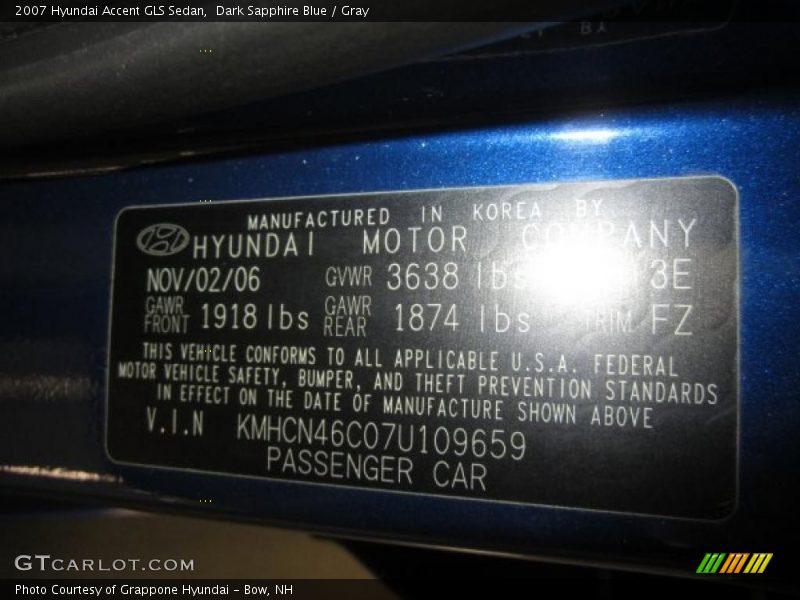 2007 Hyundai Accent GLS Sedan,  Dark Sapphire Blue / Gray
BY
MANUFACTURED IN KOREA BY
HYUNDAI MOTOR COMPANY
NOV/02/06 GVWR 3638 lbs 3E
GAWR FRONT 1918 lbs GAWR REAR 1874 lbs TRIM FZ
THIS VEHICLE CONFORMS TO ALL APPLICABLE U.S.A. FEDERAL
MOTOR VEHICLE SAFETY, BUMPER, AND THEFT PREVENTION STANDARDS
IN EFFECT ON THE DATE OF MANUFACTURE SHOWN ABOVE
V.I.N KMHCN46C07U109659
PASSENGER CAR
GTCARLOT.COM
Photo Courtesy of Grappone Hyundai - Bow, NH